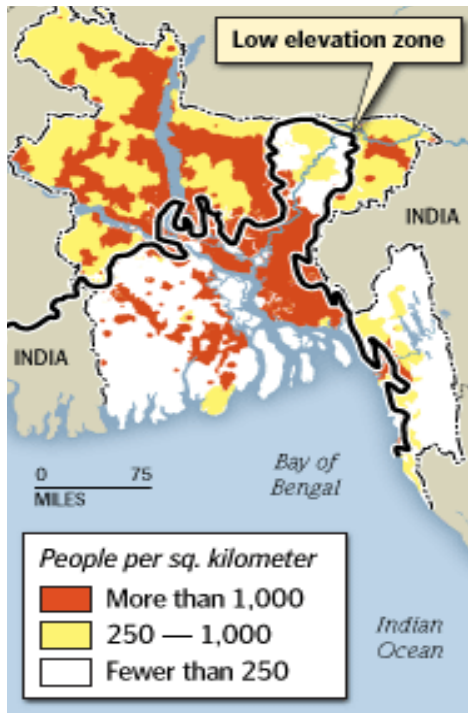 Low elevation zone
INDIA
INDIA
0 75
MILES
Bay of
Bengal
People per sq. kilometer
More than 1,000
250 — 1,000
Fewer than 250
Indian
Ocean